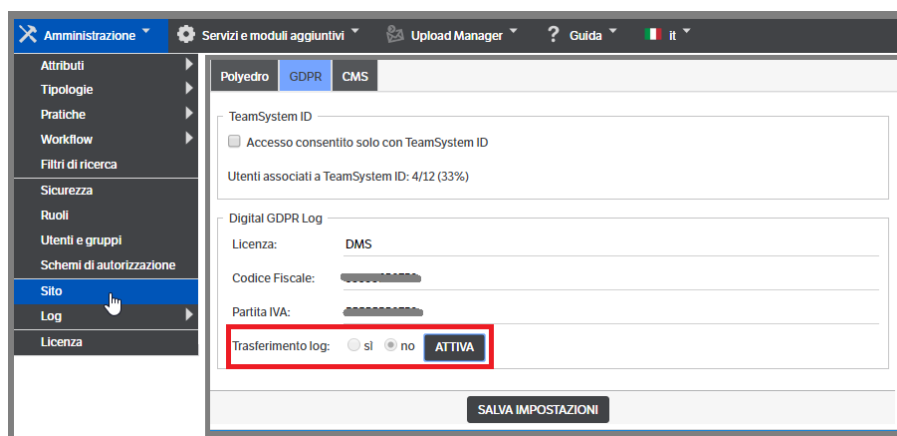 Amministrazione Servizi e moduli aggiuntivi Upload Manager ? Guida it
Attributi
Tipologie
Pratiche
Workflow
Filtri di ricerca
Sicurezza
Ruoli
Utenti e gruppi
Schemi di autorizzazione
Sito
Log
Licenza
Polyedro GDPR CMS
TeamSystem ID
Accesso consentito solo con TeamSystem ID
Utenti associati a TeamSystem ID: 4/12 (33%)
Digital GDPR Log
Licenza: DMS
Codice Fiscale:
Partita IVA:
Trasferimento log: sì no ATTIVA
SALVA IMPOSTAZIONI